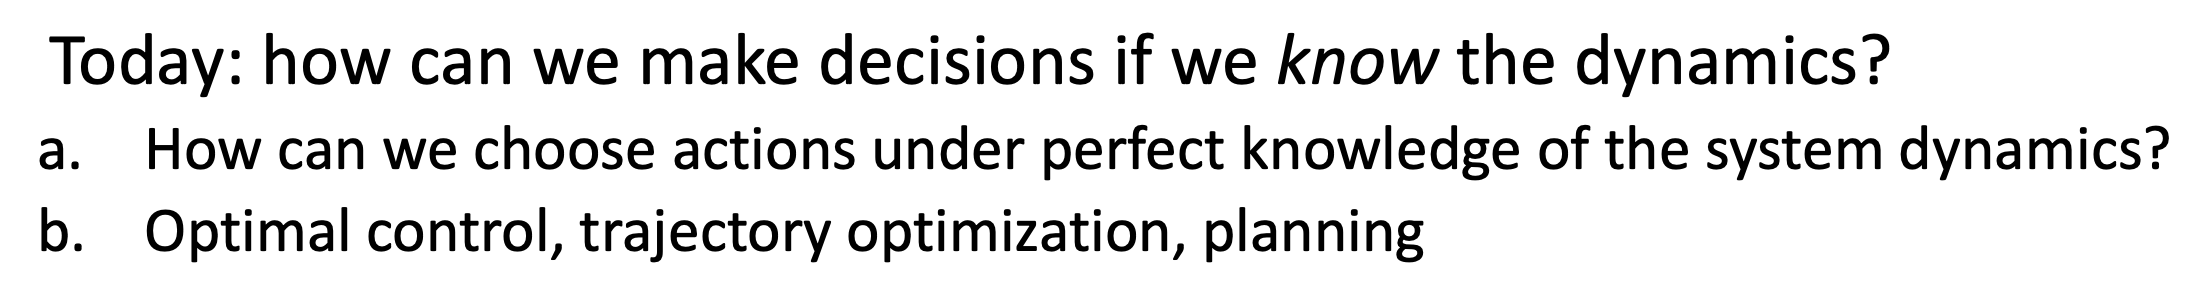 Today: how can we make decisions if we know the dynamics?
a. How can we choose actions under perfect knowledge of the system dynamics?
b. Optimal control, trajectory optimization, planning